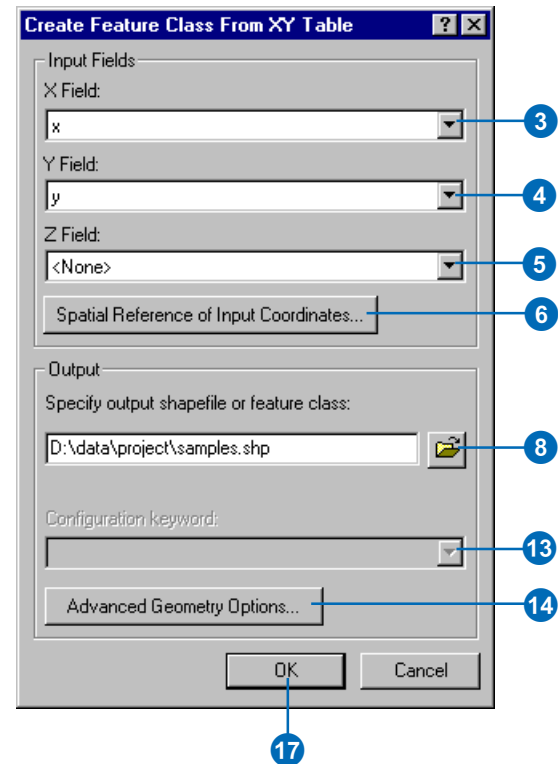 Create Feature Class From XY Table ? X
Input Fields
X Field:
x 3
Y Field:
y 4
Z Field:
<None> 5
Spatial Reference of Input Coordinates... 6
Output
Specify output shapefile or feature class:
D:\data\project\samples.shp 8
Configuration keyword:
13
Advanced Geometry Options... 14
OK Cancel
17